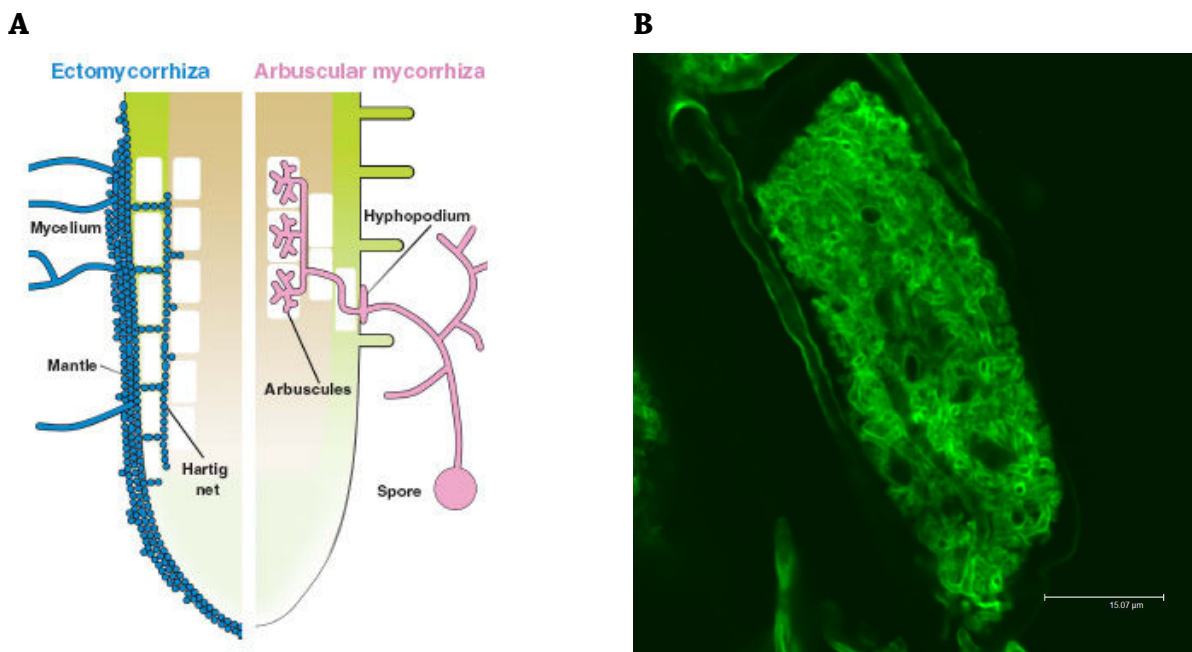 A
B
Ectomycorrhiza
Arbuscular mycorrhiza
Hyphopodium
Mycelium
Mantle
Arbuscules
Hartig
net
Spore
15.07 µm